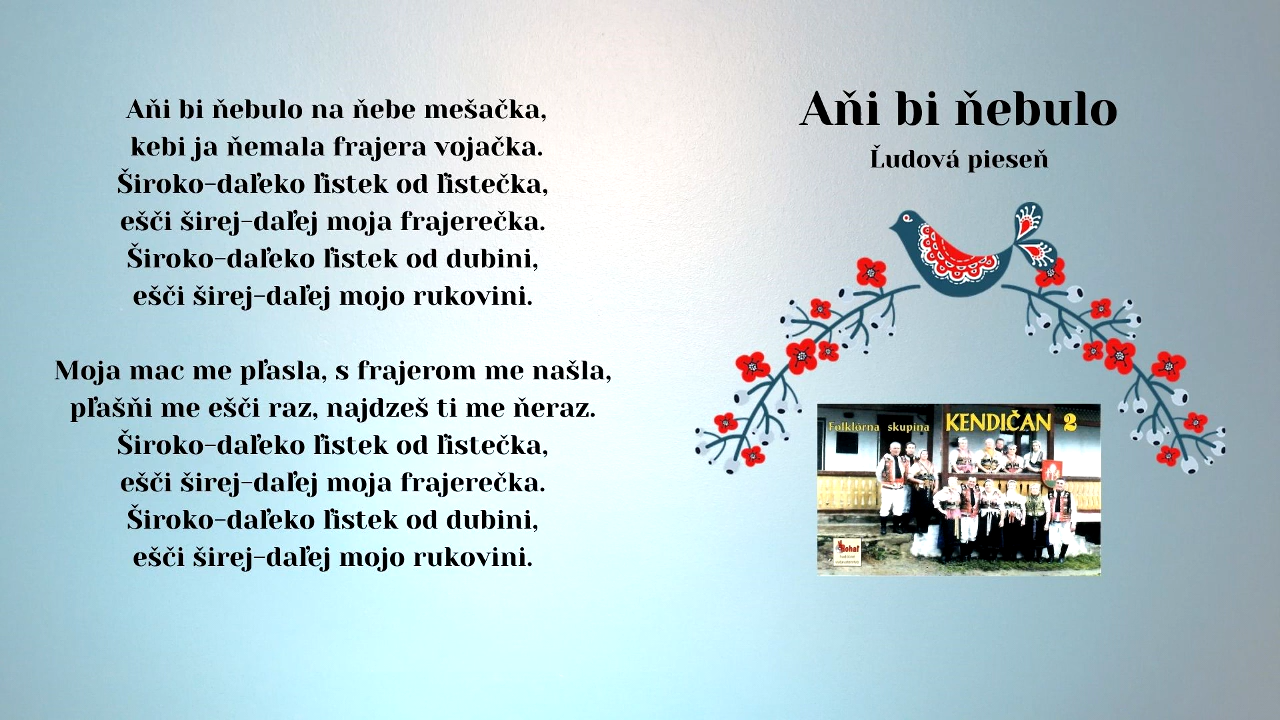 Aňi bi ňebulo na ňebe mešačka,
kebi ja ňemala frajera vojačka.
Široko-daľeko ľistek od ľistečka,
ešči širej-daľej moja frajerečka.
Široko-daľeko ľistek od dubini,
ešči širej-daľej mojo rukovini.
Moja mac me pľasla, s frajerom me našla,
pľašňi me ešči raz, najdzeš ti me ňeraz.
Široko-daľeko ľistek od ľistečka,
ešči širej-daľej moja frajerečka.
Široko-daľeko ľistek od dubini,
ešči širej-daľej mojo rukovini.
Aňi bi ňebulo
Ľudová pieseň
Folklórna skupina KENDIČAN 2